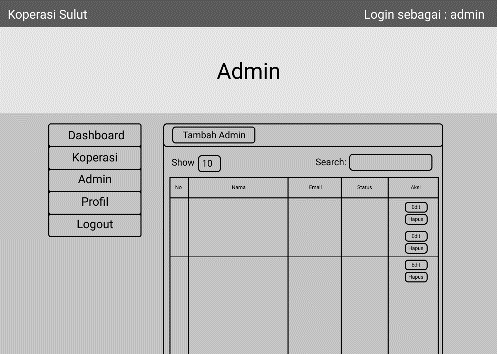 Koperasi Sulut Login sebagai : admin
Admin
Dashboard
Koperasi
Admin
Profil
Logout
Tambah Admin
Show 10 Search:
No Nama Email Status Aksi
Edit
Hapus
Edit
Hapus
Edit
Hapus